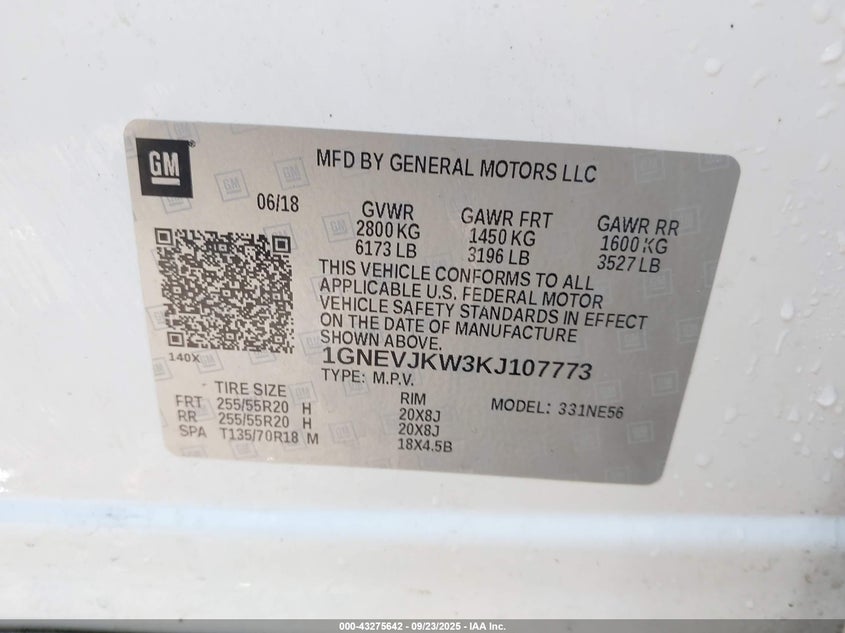 GM
MFD BY GENERAL MOTORS LLC
06/18
GVWR
2800 KG
6173 LB
GAWR FRT
1450 KG
3196 LB
GAWR RR
1600 KG
3527 LB
THIS VEHICLE CONFORMS TO ALL
APPLICABLE U.S. FEDERAL MOTOR
VEHICLE SAFETY STANDARDS IN EFFECT
ON THE DATE OF MANUFACTURE
SHOWN ABOVE.
140X
1GNEVJKW3KJ107773
TYPE: M.P.V.
TIRE SIZE
RIM
MODEL: 331NE56
FRT 255/55R20 H 20X8J
RR 255/55R20 H 20X8J
SPA T135/70R18 M 18X4.5B
000-43275642 - 09/23/2025 - IAA Inc.